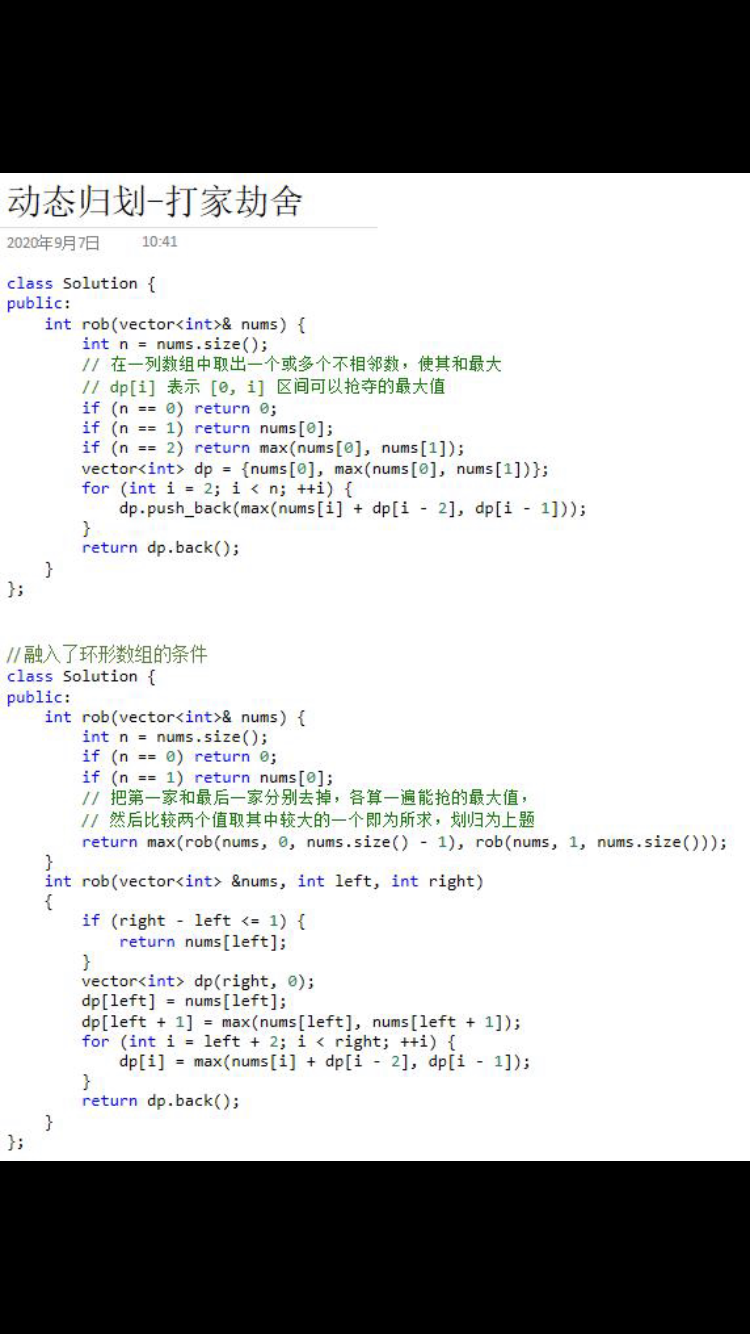 动态归划-打家劫舍
2020年9月7日 10:41
class Solution {
public:
    int rob(vector<int>& nums) {
        int n = nums.size();
        // 在一列数组中取出一个或多个不相邻数，使其和最大
        // dp[i] 表示 [0, i] 区间可以抢夺的最大值
        if (n == 0) return 0;
        if (n == 1) return nums[0];
        if (n == 2) return max(nums[0], nums[1]);
        vector<int> dp = {nums[0], max(nums[0], nums[1])};
        for (int i = 2; i < n; ++i) {
            dp.push_back(max(nums[i] + dp[i - 2], dp[i - 1]));
        }
        return dp.back();
    }
};
//融入了环形数组的条件
class Solution {
public:
    int rob(vector<int>& nums) {
        int n = nums.size();
        if (n == 0) return 0;
        if (n == 1) return nums[0];
        // 把第一家和最后一家分别去掉，各算一遍能抢的最大值，
        // 然后比较两个值取其中较大的一个即为所求，划归为上题
        return max(rob(nums, 0, nums.size() - 1), rob(nums, 1, nums.size()));
    }
    int rob(vector<int> &nums, int left, int right)
    {
        if (right - left <= 1) {
            return nums[left];
        }
        vector<int> dp(right, 0);
        dp[left] = nums[left];
        dp[left + 1] = max(nums[left], nums[left + 1]);
        for (int i = left + 2; i < right; ++i) {
            dp[i] = max(nums[i] + dp[i - 2], dp[i - 1]);
        }
        return dp.back();
    }
};